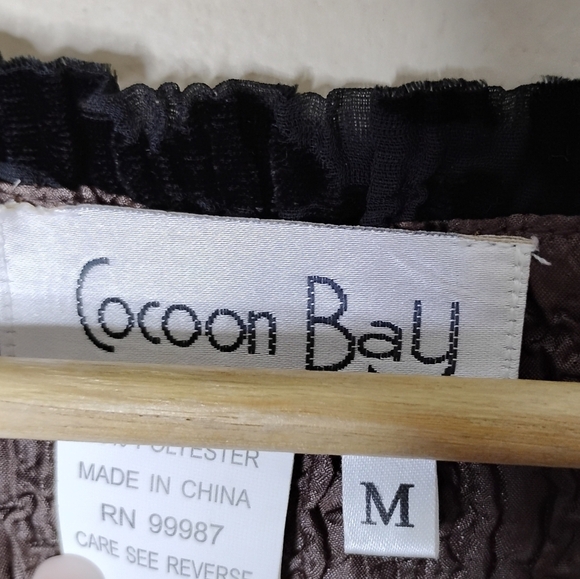 Cocoon Bay
POLYESTER
MADE IN CHINA
RN 99987
CARE SEE REVERSE
M